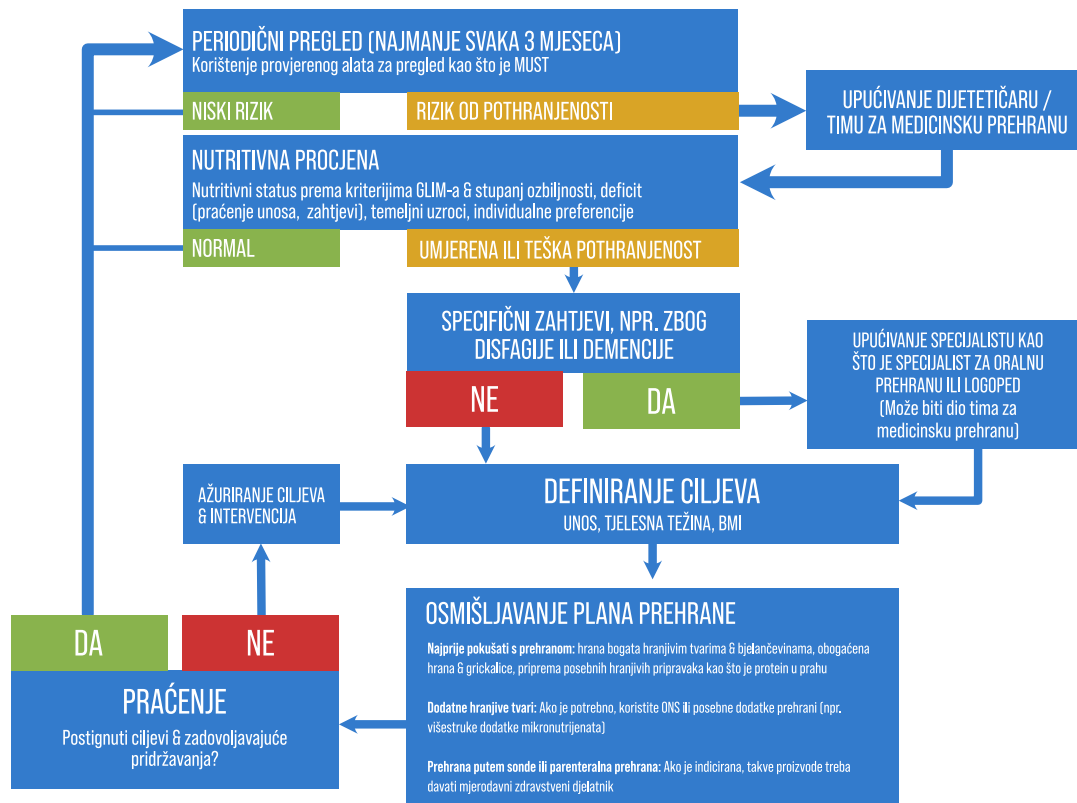 PERIODIČNI PREGLED (NAJMANJE SVAKA 3 MJESECA)
Korištenje provjerenog alata za pregled kao što je MUST
NISKI RIZIK
RIZIK OD POTHRANJENOSTI
UPUĆIVANJE DIJETETIČARU /
TIMU ZA MEDICINSKU PREHRANU
NUTRITIVNA PROCJENA
Nutritivni status prema kriterijima GLIM-a & stupanj ozbiljnosti, deficit
(praćenje unosa, zahtjevi), temeljni uzroci, individualne preferencije
NORMAL
UMJERENA ILI TEŠKA POTHRANJENOST
SPECIFIČNI ZAHTJEVI, NPR. ZBOG
DISFAGIJE ILI DEMENCIJE
NE
DA
UPUĆIVANJE SPECIJALISTU KAO
ŠTO JE SPECIJALIST ZA ORALNU
PREHRANU ILI LOGOPED
(Može biti dio tima za
medicinsku prehranu)
AŽURIRANJE CILJEVA
& INTERVENCIJA
DEFINIRANJE CILJEVA
UNOS, TJELESNA TEŽINA, BMI
OSMIŠLJAVANJE PLANA PREHRANE
Najprije pokušati s prehranom: hrana bogata hranjivim tvarima & bjelančevinama, obogaćena
hrana & grickalice, priprema posebnih hranjivih pripravaka kao što je protein u prahu
Dodatne hranjive tvari: Ako je potrebno, koristite ONS ili posebne dodatke prehrani (npr.
višestruke dodatke mikronutrijenata)
Prehrana putem sonde ili parenteralna prehrana: Ako je indicirana, takve proizvode treba
davati mjerodavni zdravstveni djelatnik
DA
NE
PRAĆENJE
Postignuti ciljevi & zadovoljavajuće
pridržavanja?